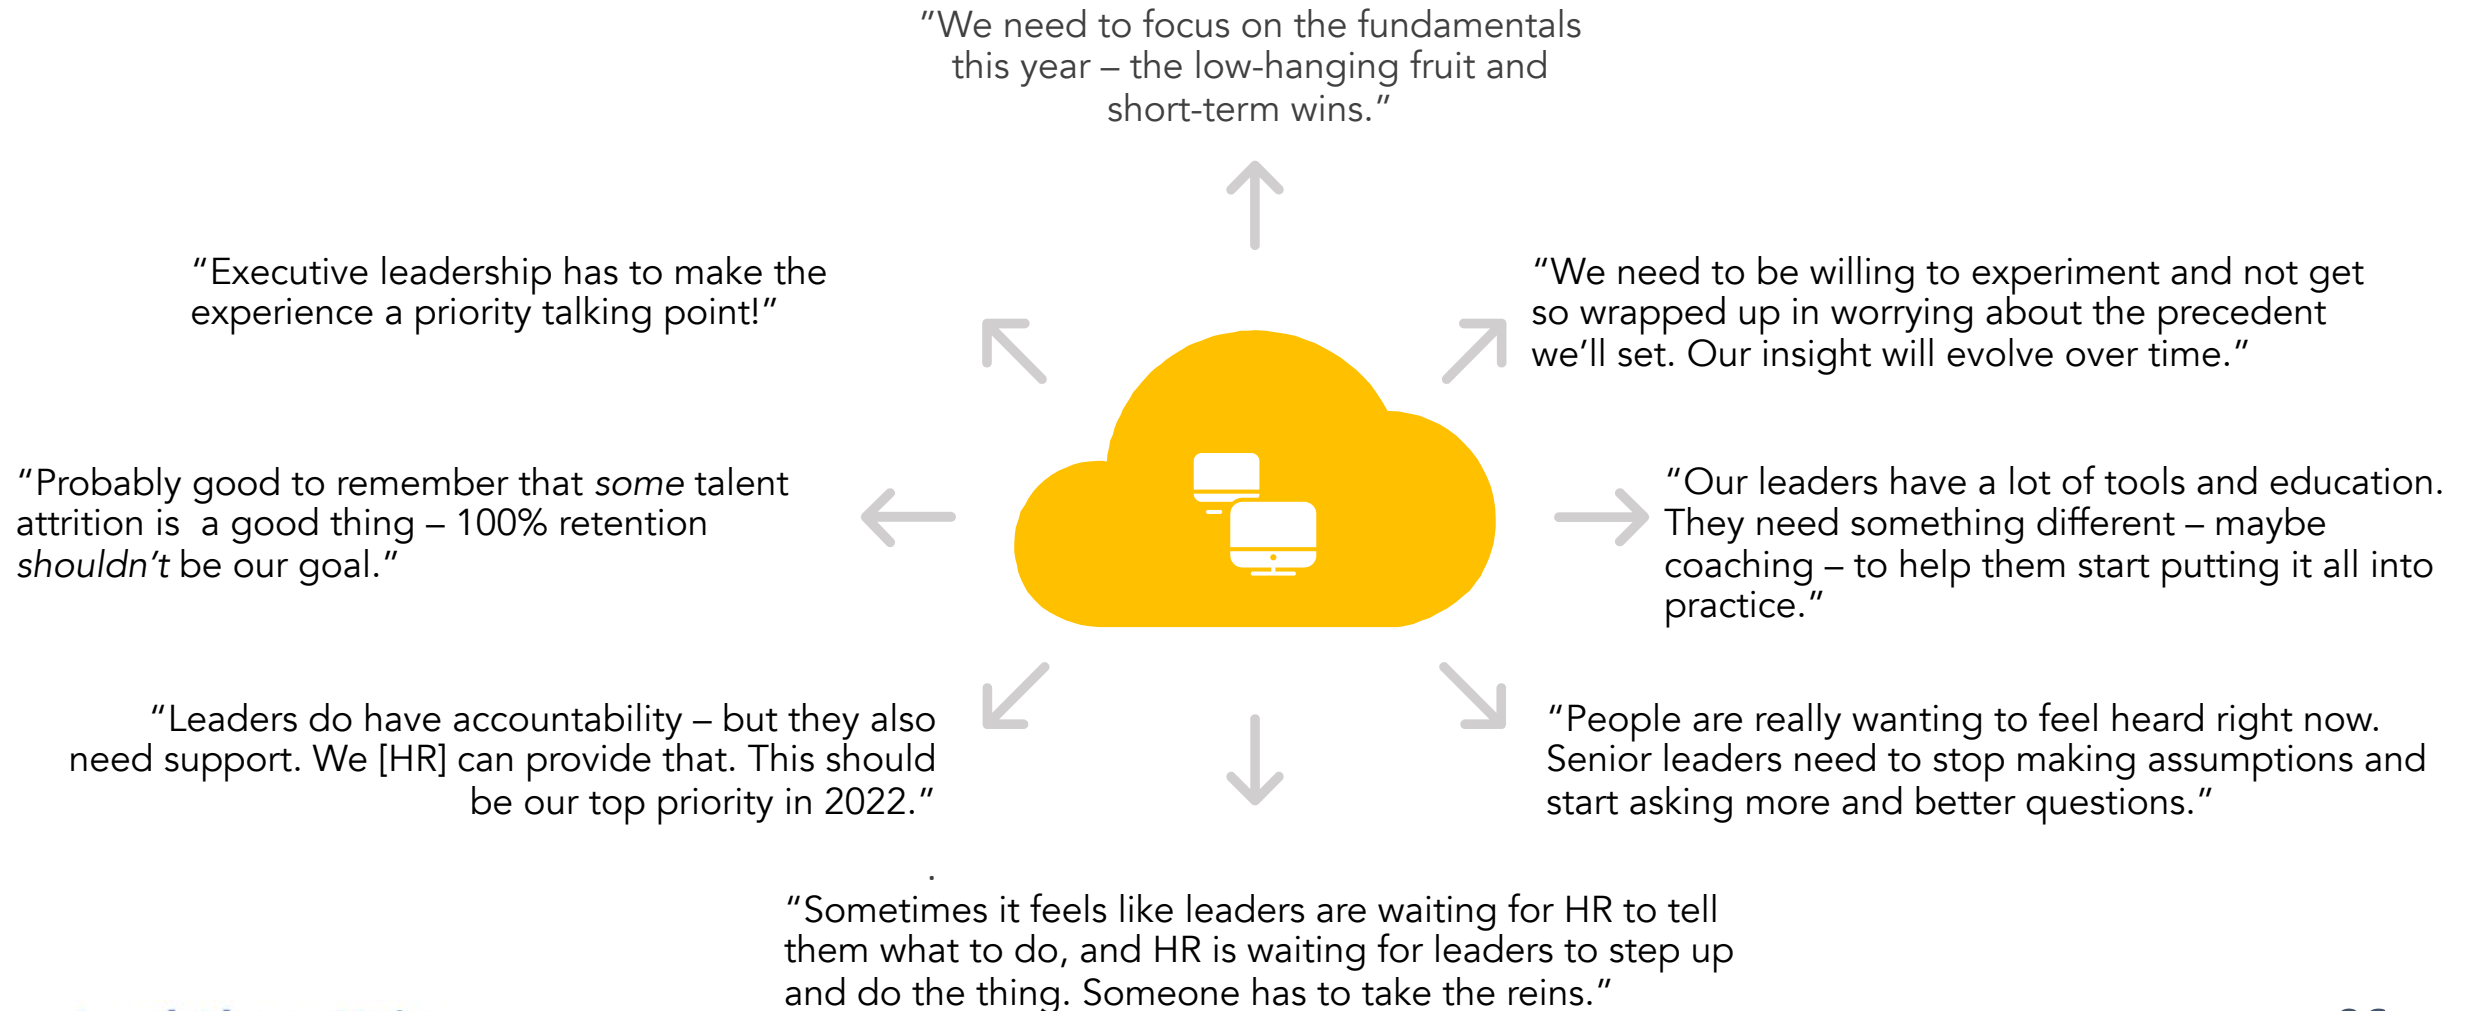 “We need to focus on the fundamentals
this year – the low-hanging fruit and
short-term wins.”
“Executive leadership has to make the
experience a priority talking point!”
“We need to be willing to experiment and not get
so wrapped up in worrying about the precedent
we’ll set. Our insight will evolve over time.”
“Probably good to remember that some talent
attrition is  a good thing – 100% retention
shouldn’t be our goal.”
“Our leaders have a lot of tools and education.
They need something different – maybe
coaching – to help them start putting it all into
practice.”
“Leaders do have accountability – but they also
need support. We [HR] can provide that. This should
be our top priority in 2022.”
“People are really wanting to feel heard right now.
Senior leaders need to stop making assumptions and
start asking more and better questions.”
.
“Sometimes it feels like leaders are waiting for HR to tell
them what to do, and HR is waiting for leaders to step up
and do the thing. Someone has to take the reins.”